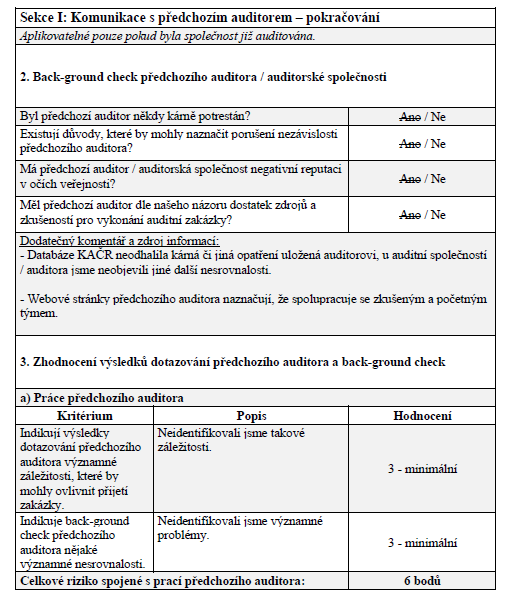 Sekce I: Komunikace s předchozím auditorem – pokračování
Aplikovatelné pouze pokud byla společnost již auditována.
2. Back-ground check předchozího auditora / auditorské společnosti
Byl předchozí auditor někdy kárně potrestán?
Ano / Ne
Existují důvody, které by mohly naznačit porušení nezávislosti
předchozího auditora?
Ano / Ne
Má předchozí auditor / auditorská společnost negativní reputaci
v očích veřejnosti?
Ano / Ne
Měl předchozí auditor dle našeho názoru dostatek zdrojů a
zkušeností pro vykonání auditní zakázky?
Ano / Ne
Dodatečný komentář a zdroj informací:
- Databáze KAČR neodhalila kárná či jiná opatření uložená auditorovi, u auditní společností
/ auditora jsme neobjevili jiné další nesrovnalosti.
- Webové stránky předchozího auditora naznačují, že spolupracuje se zkušeným a početným
týmem.
3. Zhodnocení výsledků dotazování předchozího auditora a back-ground check
a) Práce předchozího auditora
Kritérium Popis Hodnocení
Indikují výsledky
dotazování předchozího
auditora významné
záležitosti, které by
mohly ovlivnit přijetí
zakázky.
Neidentifikovali jsme takové
záležitosti.
3 - minimální
Indikuje back-ground
check předchozího
auditora nějaké
významné nesrovnalosti.
Neidentifikovali jsme významné
problémy.
3 - minimální
Celkové riziko spojené s prací předchozího auditora: 6 bodů